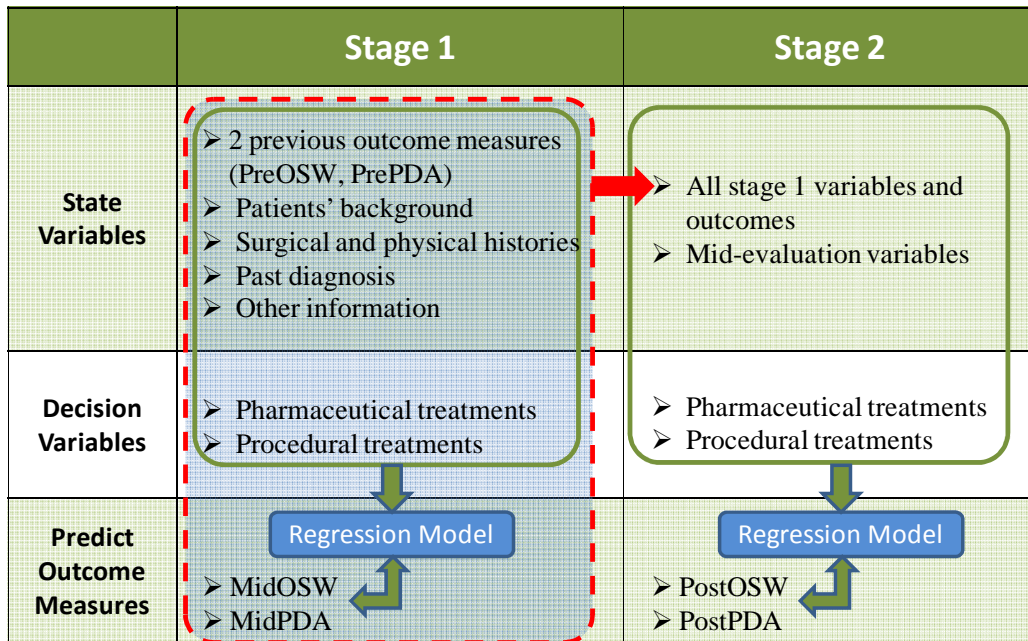 Stage 1
Stage 2
State
Variables
➢ 2 previous outcome measures
(PreOSW, PrePDA)
➢ Patients’ background
➢ Surgical and physical histories
➢ Past diagnosis
➢ Other information
➢ All stage 1 variables and
outcomes
➢ Mid-evaluation variables
Decision
Variables
➢ Pharmaceutical treatments
➢ Procedural treatments
➢ Pharmaceutical treatments
➢ Procedural treatments
Predict
Outcome
Measures
Regression Model
➢ MidOSW
➢ MidPDA
Regression Model
➢ PostOSW
➢ PostPDA